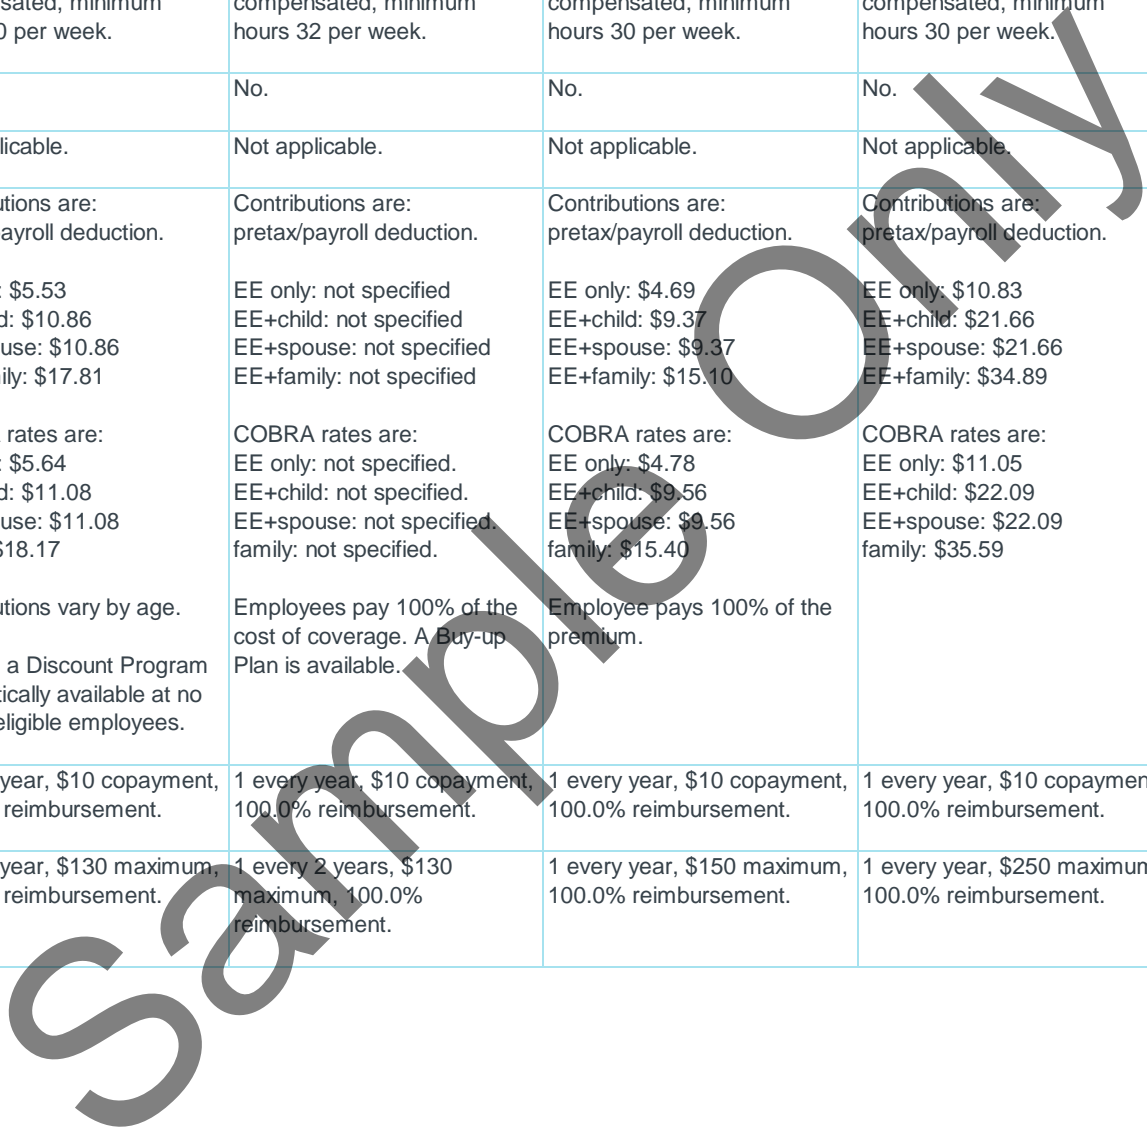 sated, minimum
0 per week.
compensated, minimum
hours 32 per week.
compensated, minimum
hours 30 per week.
compensated, minimum
hours 30 per week.
No.
No.
No.
licable.
Not applicable.
Not applicable.
Not applicable.
utions are:
ayroll deduction.
: $5.53
d: $10.86
use: $10.86
ily: $17.81
rates are:
: $5.64
d: $11.08
use: $11.08
$18.17
utions vary by age.
a Discount Program
tically available at no
eligible employees.
Contributions are:
pretax/payroll deduction.
EE only: not specified
EE+child: not specified
EE+spouse: not specified
EE+family: not specified
COBRA rates are:
EE only: not specified.
EE+child: not specified.
EE+spouse: not specified.
family: not specified.
Employees pay 100% of the
cost of coverage. A Buy-up
Plan is available.
Contributions are:
pretax/payroll deduction.
EE only: $4.69
EE+child: $9.37
EE+spouse: $9.37
EE+family: $15.10
COBRA rates are:
EE only: $4.78
EE+child: $9.56
EE+spouse: $9.56
family: $15.40
Employee pays 100% of the
premium.
Contributions are:
pretax/payroll deduction.
EE only: $10.83
EE+child: $21.66
EE+spouse: $21.66
EE+family: $34.89
COBRA rates are:
EE only: $11.05
EE+child: $22.09
EE+spouse: $22.09
family: $35.59
year, $10 copayment,
reimbursement.
1 every year, $10 copayment,
100.0% reimbursement.
1 every year, $10 copayment,
100.0% reimbursement.
1 every year, $10 copaymen
100.0% reimbursement.
year, $130 maximum,
reimbursement.
1 every 2 years, $130
maximum, 100.0%
reimbursement.
1 every year, $150 maximum,
100.0% reimbursement.
1 every year, $250 maximum
100.0% reimbursement.
Sample Only